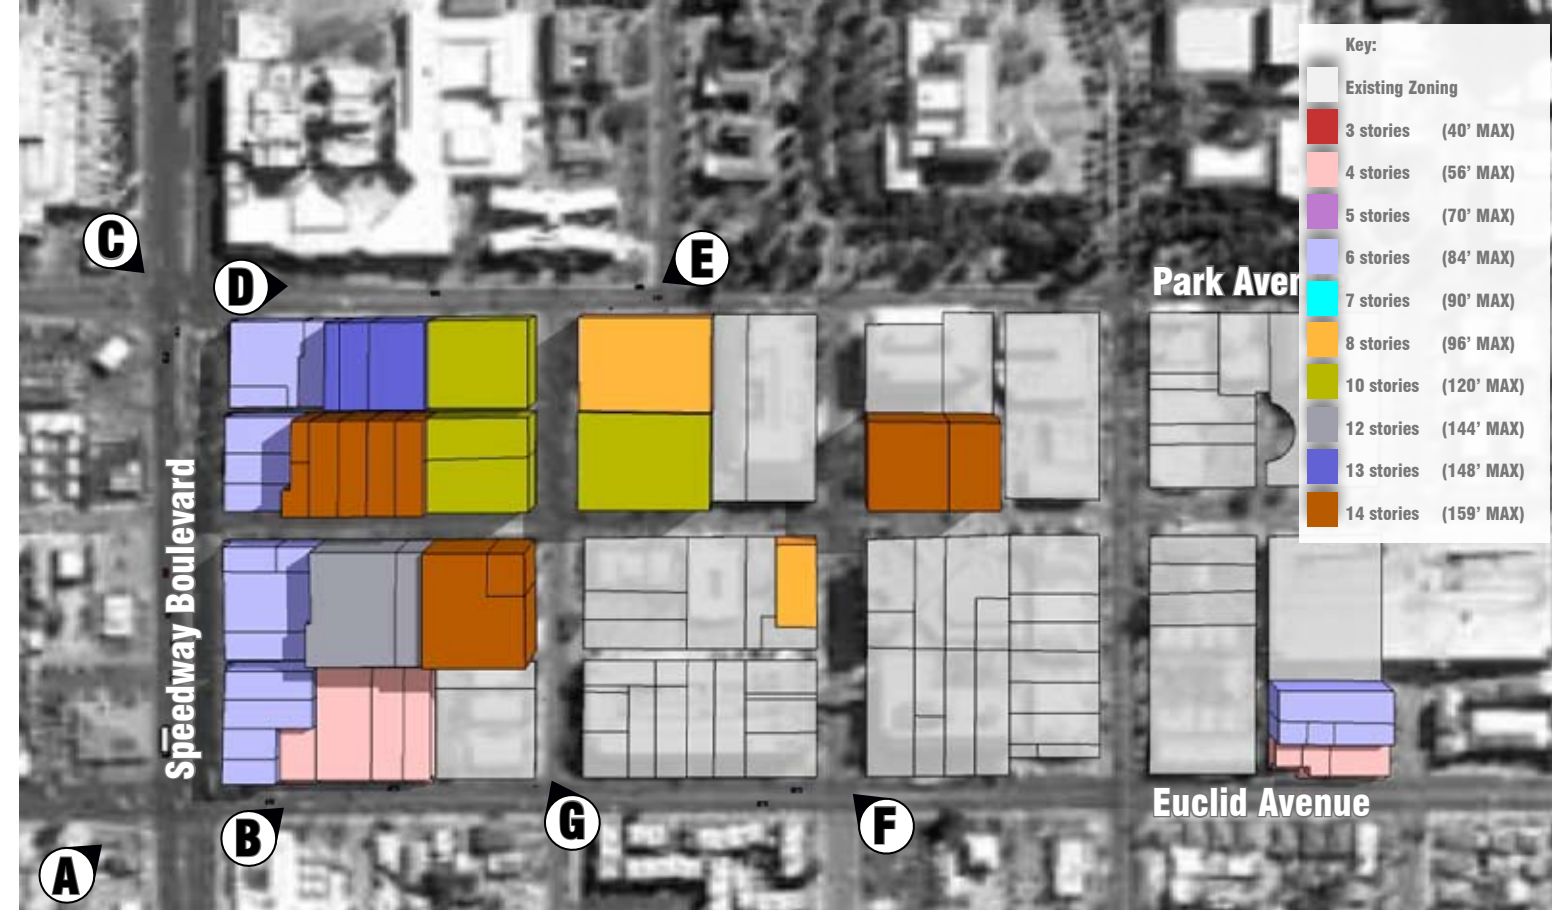 Key:
Existing Zoning
3 stories (40' MAX)
4 stories (56' MAX)
5 stories (70' MAX)
6 stories (84' MAX)
7 stories (90' MAX)
8 stories (96' MAX)
10 stories (120' MAX)
12 stories (144' MAX)
13 stories (148' MAX)
14 stories (159' MAX)
C
D
E
Park Aven
Speedway Boulevard
Euclid Avenue
B
G
F
A